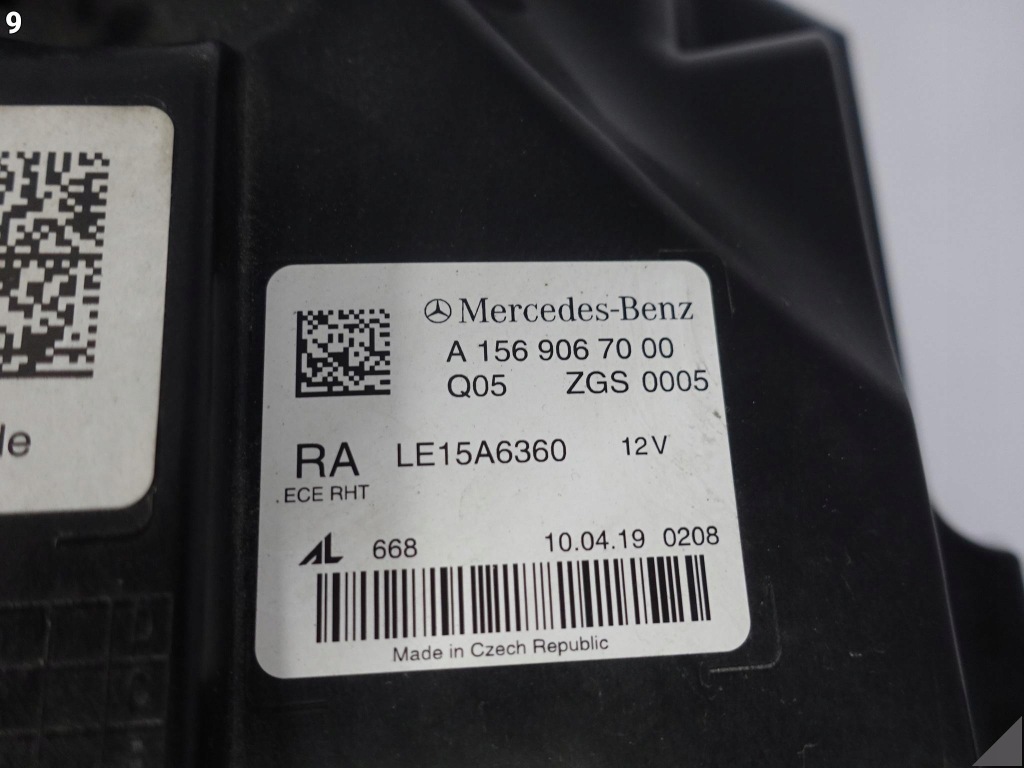 9
Mercedes-Benz
A 156 906 70 00
Q05 ZGS 0005
RA LE15A6360 12V
ECE RHT
AL 668 10.04.19 0208
Made in Czech Republic
de